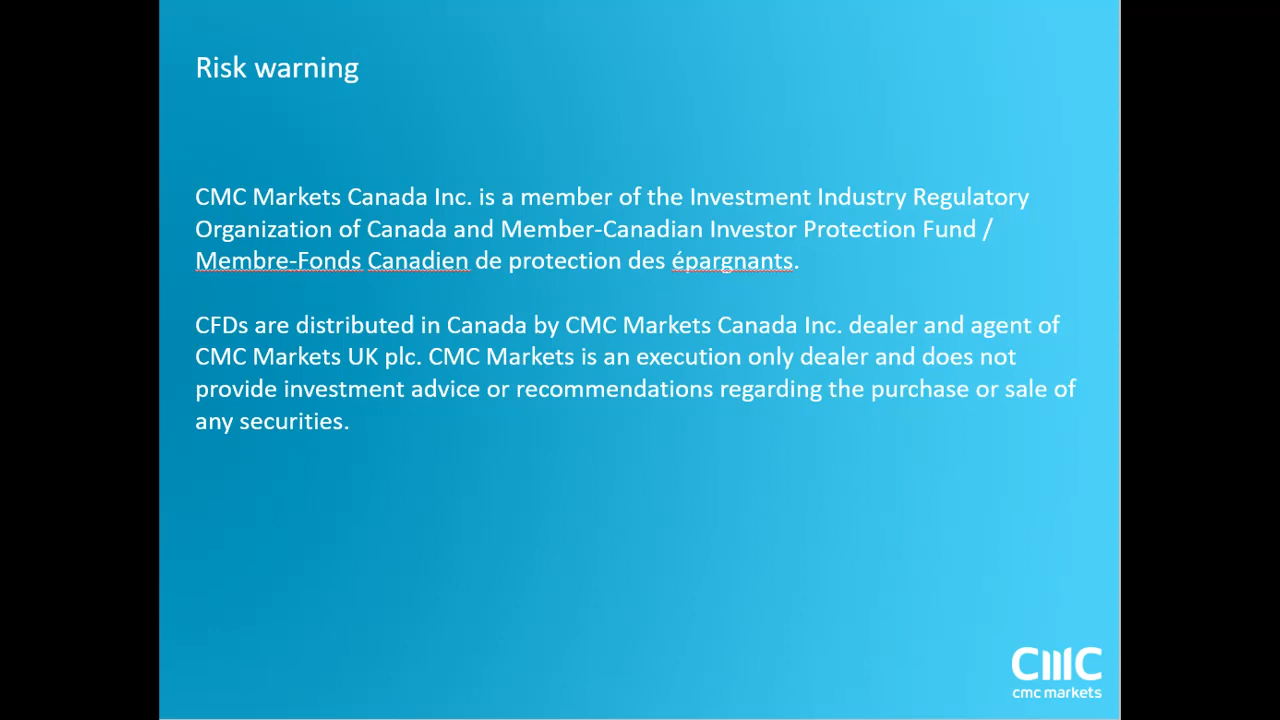 Risk warning
CMC Markets Canada Inc. is a member of the Investment Industry Regulatory
Organization of Canada and Member-Canadian Investor Protection Fund /
Membre-Fonds Canadien de protection des épargnants.
CFDs are distributed in Canada by CMC Markets Canada Inc. dealer and agent of
CMC Markets UK plc. CMC Markets is an execution only dealer and does not
provide investment advice or recommendations regarding the purchase or sale of
any securities.
CMC
cmc markets